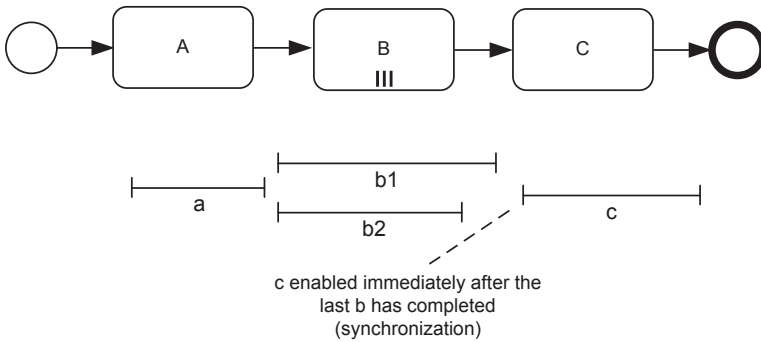 A
B
C
b1
a
b2
c
c enabled immediately after the
last b has completed
(synchronization)